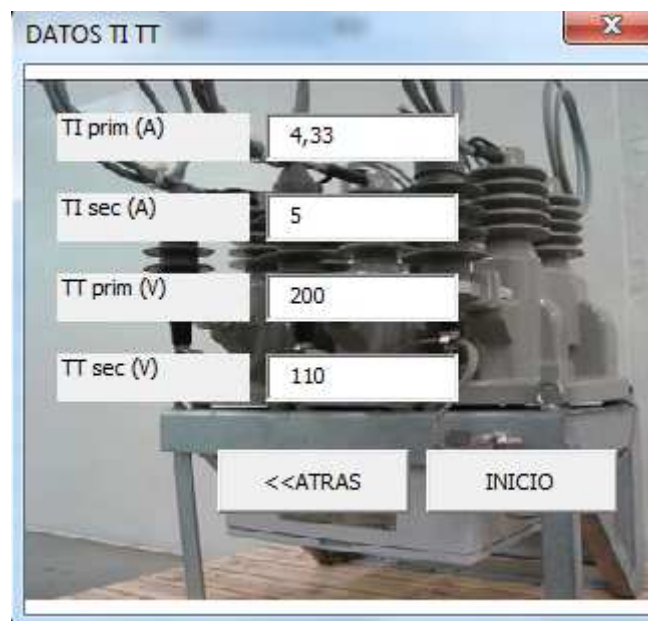 DATOS TI TT
TI prim (A)
4,33
TI sec (A)
5
TT prim (V)
200
TT sec (V)
110
<<ATRAS
INICIO